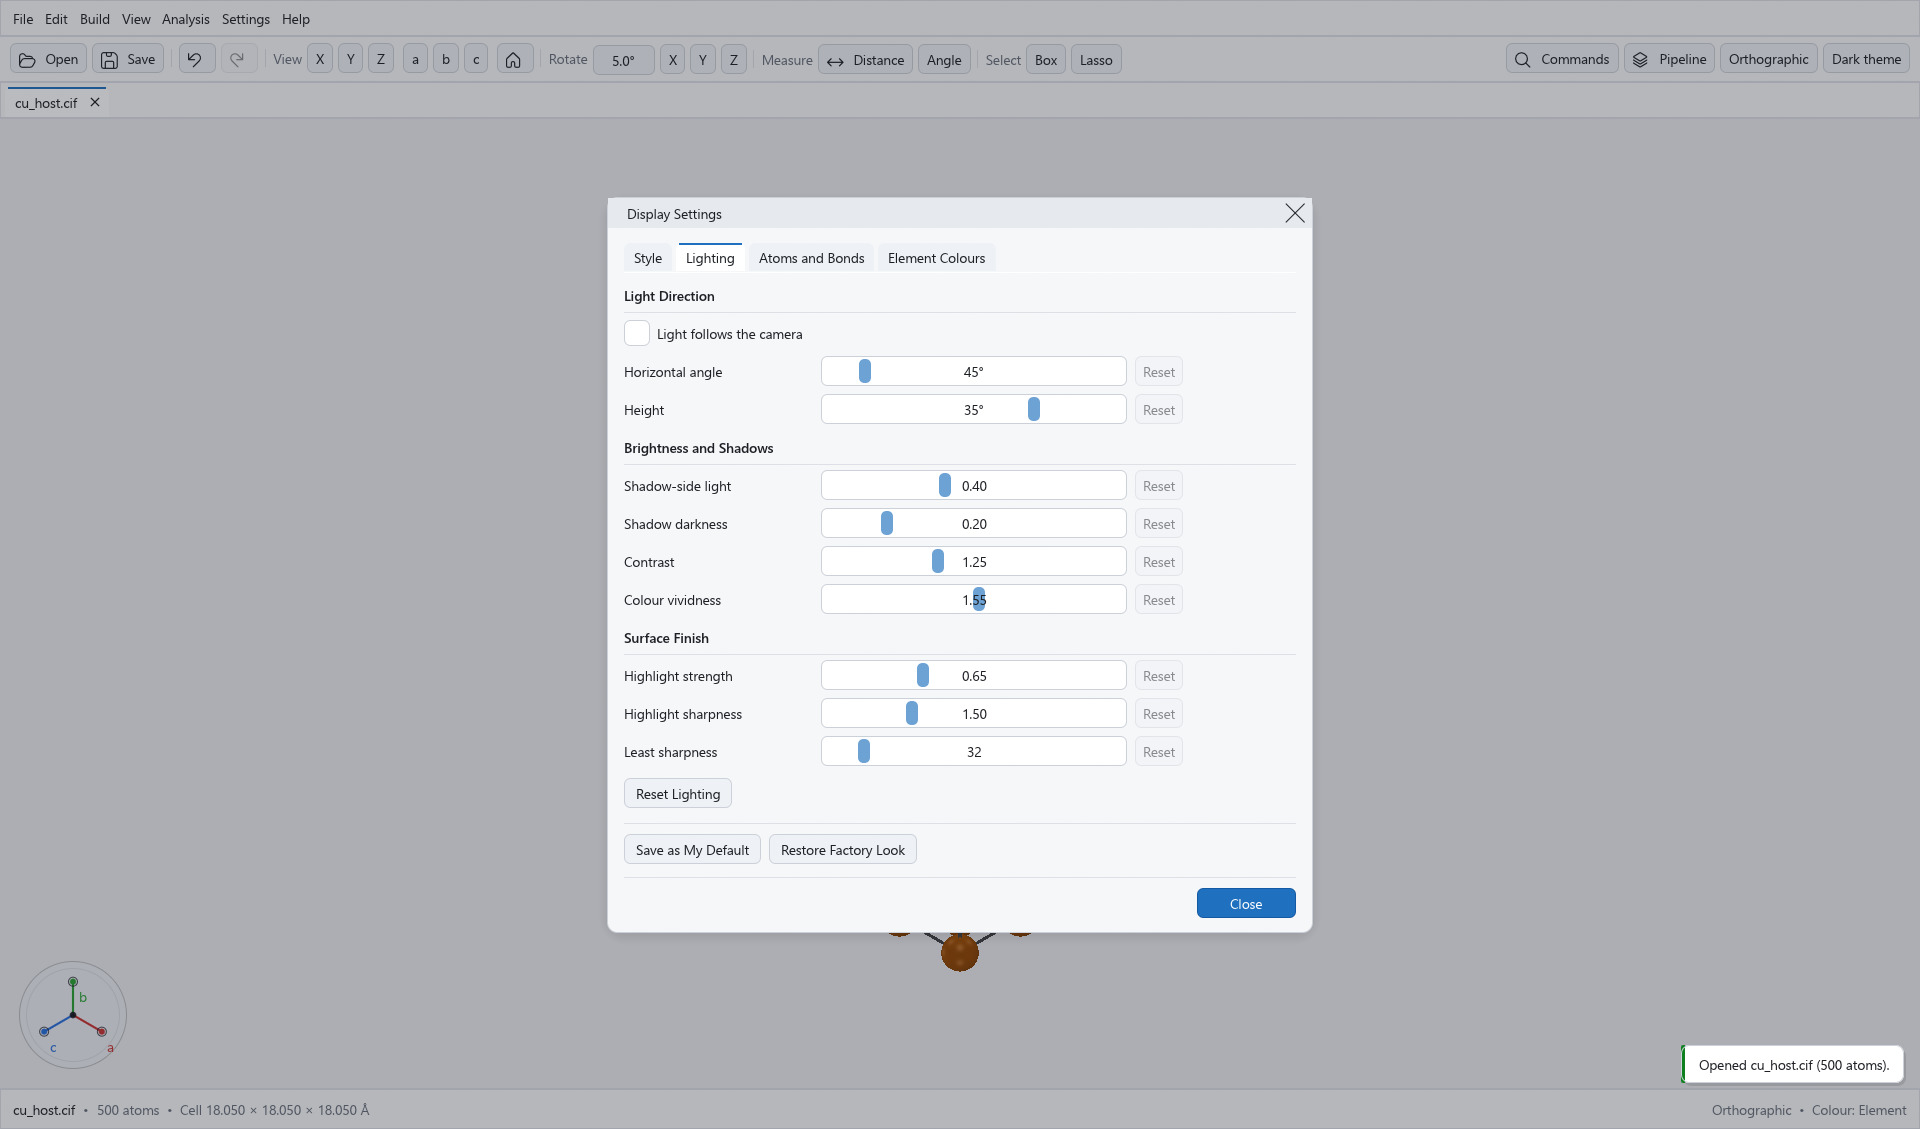 File Edit Build View Analysis Settings Help
Open Save View X Y Z a b c Rotate 5.0° X Y Z Measure Distance Angle Select Box Lasso Commands Pipeline Orthographic Dark theme
cu_host.cif
Display Settings
Style Lighting Atoms and Bonds Element Colours
Light Direction
Light follows the camera
Horizontal angle 45° Reset
Height 35° Reset
Brightness and Shadows
Shadow-side light 0.40 Reset
Shadow darkness 0.20 Reset
Contrast 1.25 Reset
Colour vividness 1.55 Reset
Surface Finish
Highlight strength 0.65 Reset
Highlight sharpness 1.50 Reset
Least sharpness 32 Reset
Reset Lighting
Save as My Default Restore Factory Look
Close
b
c a
Opened cu_host.cif (500 atoms).
cu_host.cif • 500 atoms • Cell 18.050 × 18.050 × 18.050 Å Orthographic • Colour: Element